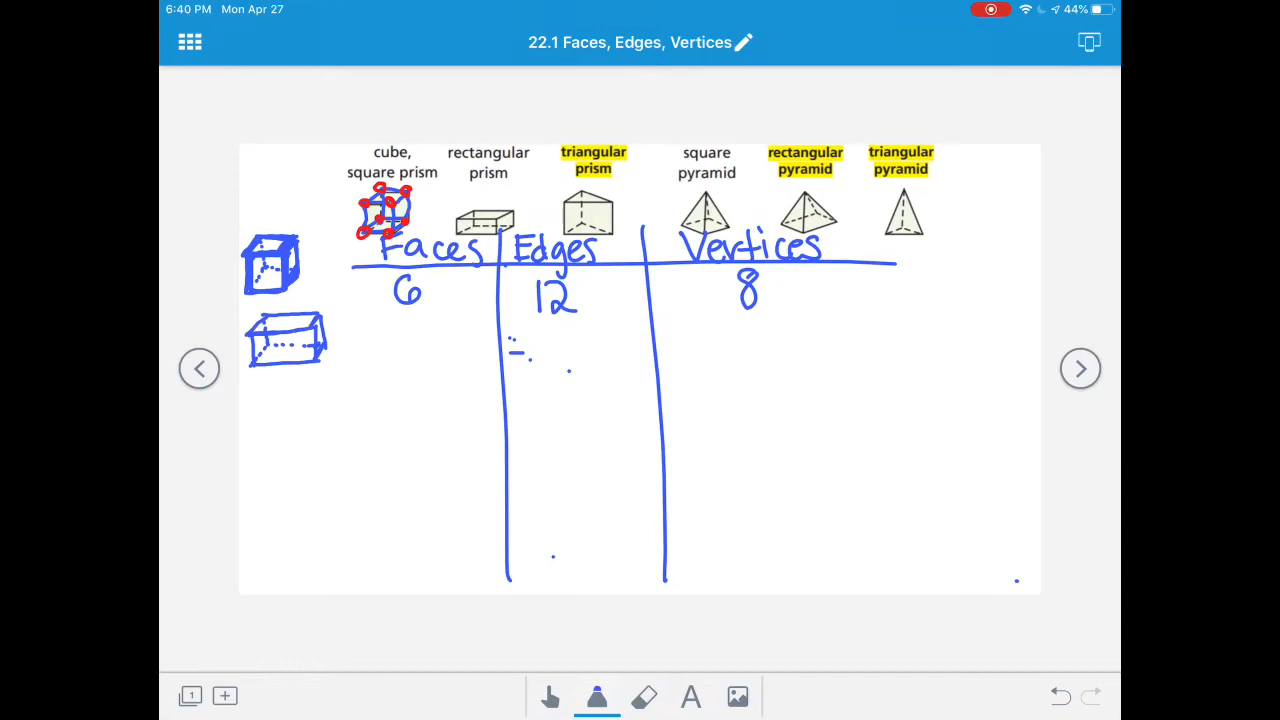 6:40 PM Mon Apr 27
44%
22.1 Faces, Edges, Vertices
cube,
square prism
rectangular
prism
triangular
prism
square
pyramid
rectangular
pyramid
triangular
pyramid
Faces Edges Vertices
6 12 8
1
A